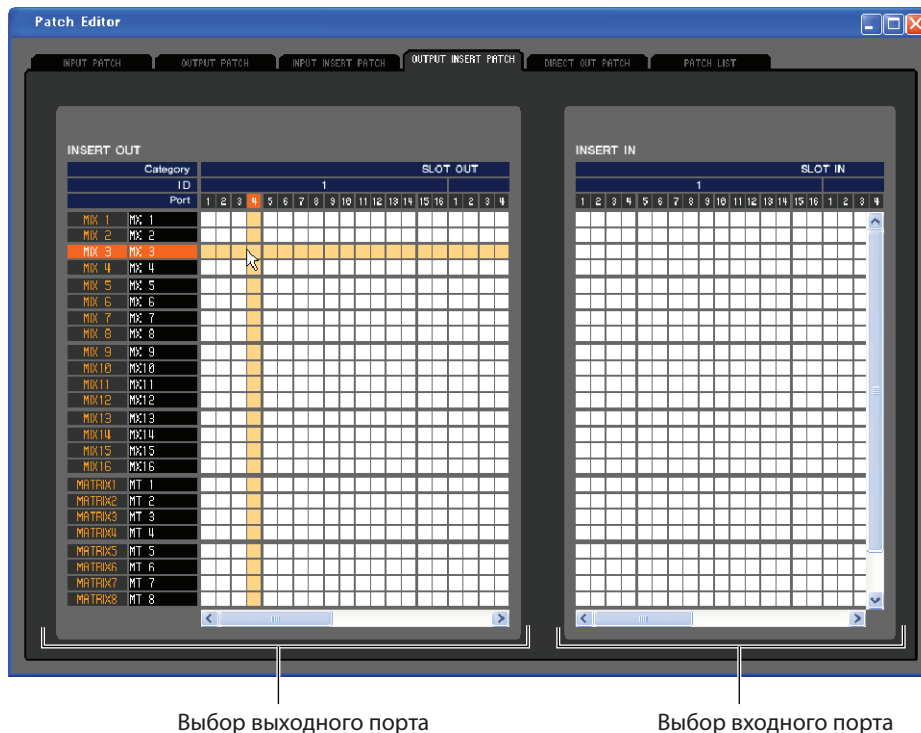 Patch Editor
INPUT PATCH OUTPUT PATCH INPUT INSERT PATCH OUTPUT INSERT PATCH DIRECT OUT PATCH PATCH LIST
INSERT OUT
Category SLOT OUT
ID 1
Port 1 2 3 4 5 6 7 8 9 10 11 12 13 14 15 16 1 2 3 4
MIX 1 MX 1
MIX 2 MX 2
MIX 3 MX 3
MIX 4 MX 4
MIX 5 MX 5
MIX 6 MX 6
MIX 7 MX 7
MIX 8 MX 8
MIX 9 MX 9
MIX10 MX10
MIX11 MX11
MIX12 MX12
MIX13 MX13
MIX14 MX14
MIX15 MX15
MIX16 MX16
MATRIX1 MT 1
MATRIX2 MT 2
MATRIX3 MT 3
MATRIX4 MT 4
MATRIX5 MT 5
MATRIX6 MT 6
MATRIX7 MT 7
MATRIX8 MT 8
INSERT IN
SLOT IN
1
1 2 3 4 5 6 7 8 9 10 11 12 13 14 15 16 1 2 3 4
Выбор выходного порта
Выбор входного порта